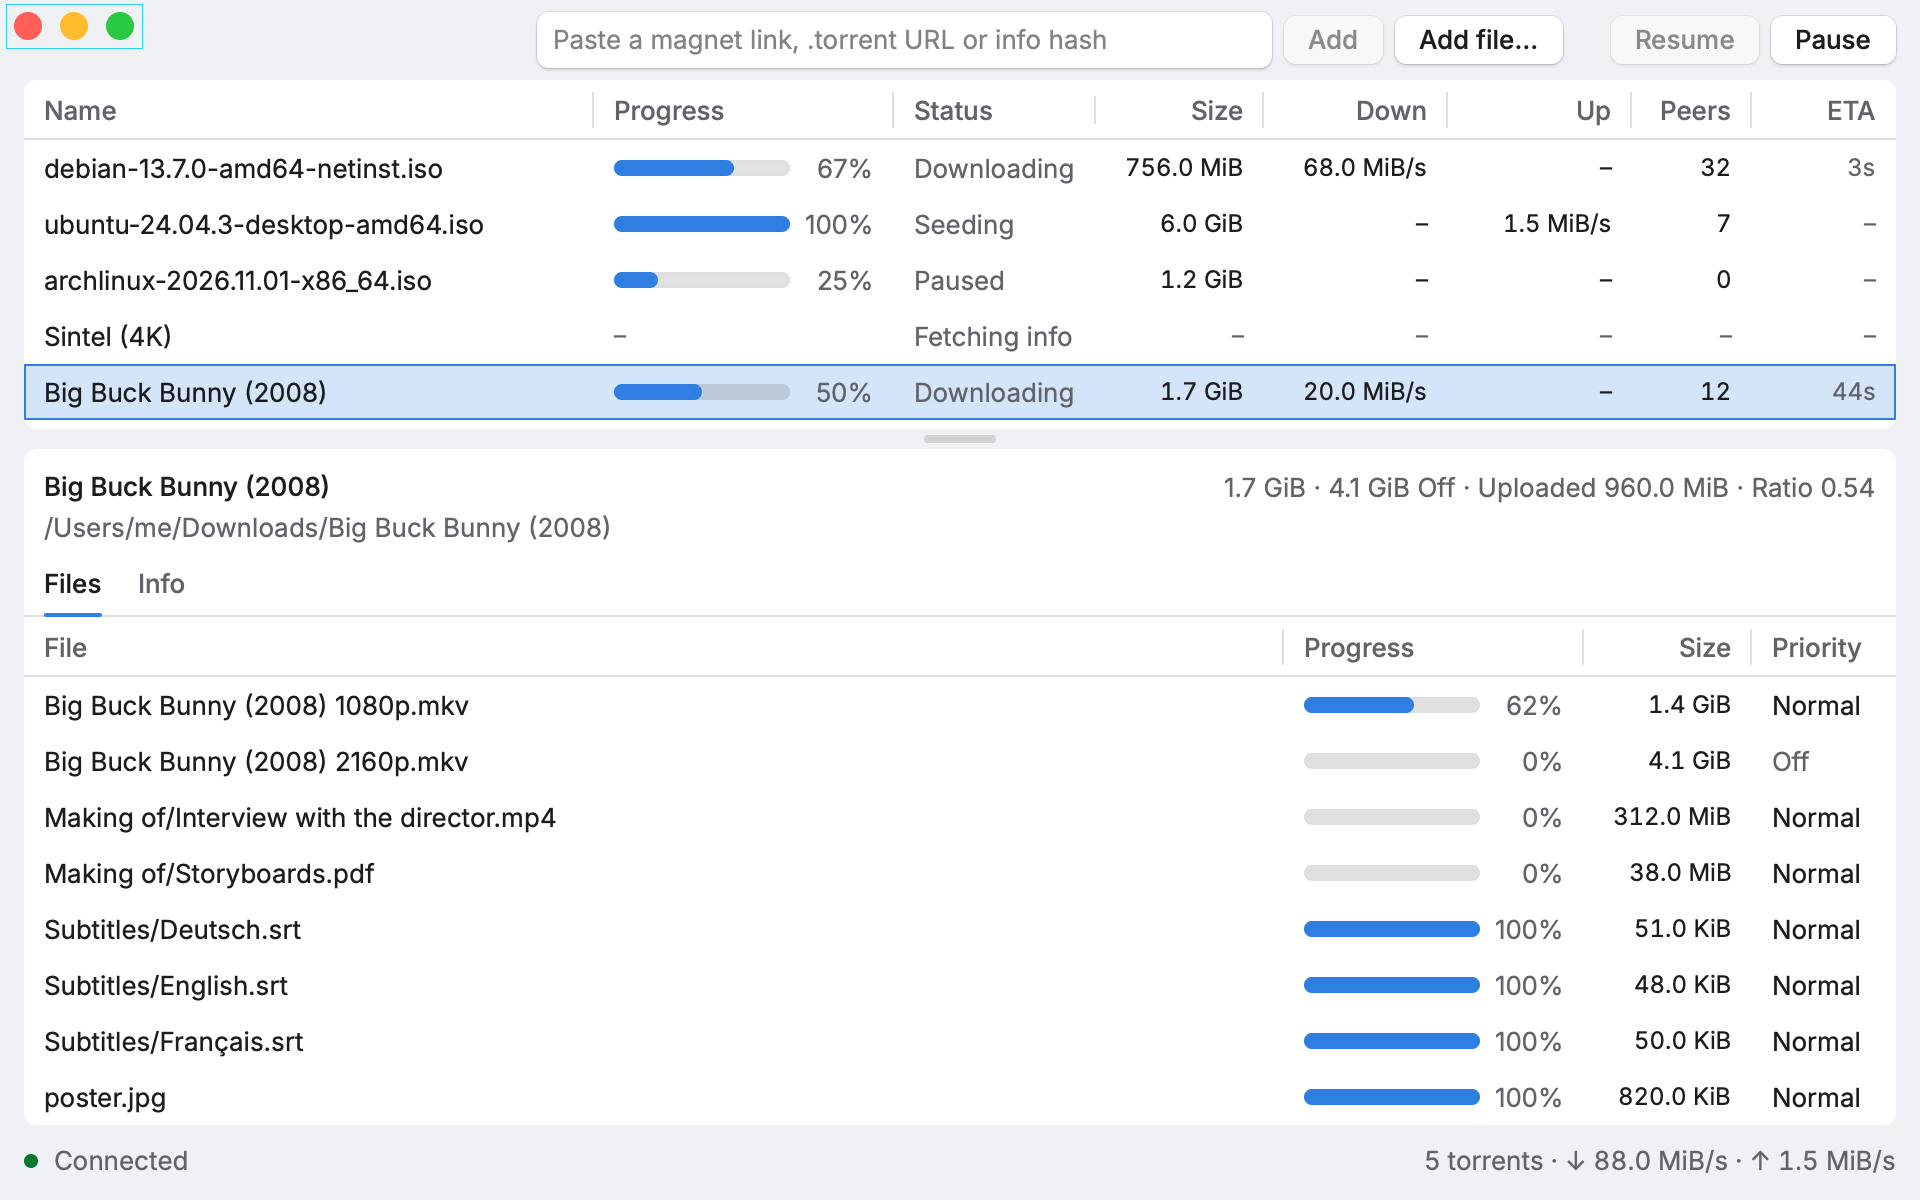 Paste a magnet link, .torrent URL or info hash Add Add file... Resume Pause
Name Progress Status Size Down Up Peers ETA
debian-13.7.0-amd64-netinst.iso 67% Downloading 756.0 MiB 68.0 MiB/s – 32 3s
ubuntu-24.04.3-desktop-amd64.iso 100% Seeding 6.0 GiB – 1.5 MiB/s 7 –
archlinux-2026.11.01-x86_64.iso 25% Paused 1.2 GiB – – 0 –
Sintel (4K) – Fetching info – – – – –
Big Buck Bunny (2008) 50% Downloading 1.7 GiB 20.0 MiB/s – 12 44s
Big Buck Bunny (2008) 1.7 GiB · 4.1 GiB Off · Uploaded 960.0 MiB · Ratio 0.54
/Users/me/Downloads/Big Buck Bunny (2008)
Files Info
File Progress Size Priority
Big Buck Bunny (2008) 1080p.mkv 62% 1.4 GiB Normal
Big Buck Bunny (2008) 2160p.mkv 0% 4.1 GiB Off
Making of/Interview with the director.mp4 0% 312.0 MiB Normal
Making of/Storyboards.pdf 0% 38.0 MiB Normal
Subtitles/Deutsch.srt 100% 51.0 KiB Normal
Subtitles/English.srt 100% 48.0 KiB Normal
Subtitles/Français.srt 100% 50.0 KiB Normal
poster.jpg 100% 820.0 KiB Normal
Connected 5 torrents · ↓ 88.0 MiB/s · ↑ 1.5 MiB/s